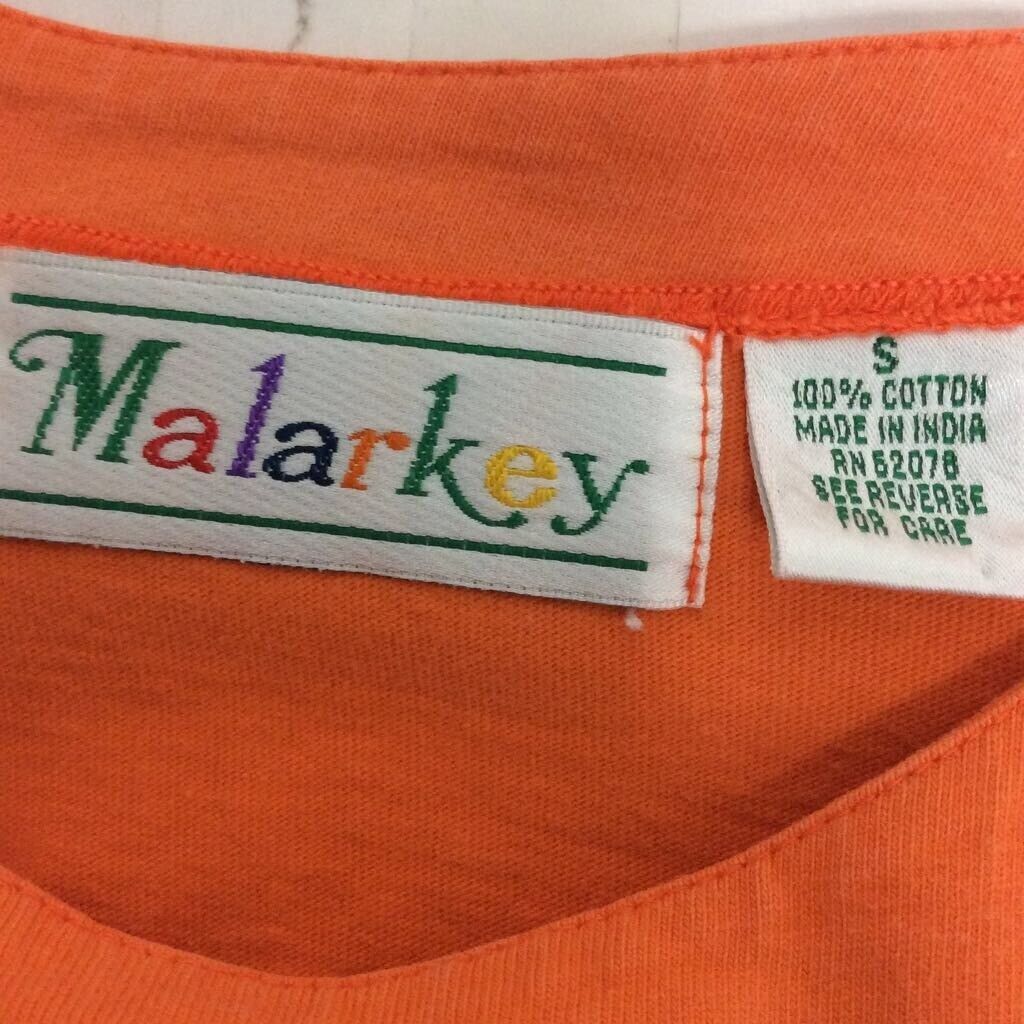 Malarkey
S
100% COTTON
MADE IN INDIA
RN 62078
SEE REVERSE
FOR CARE